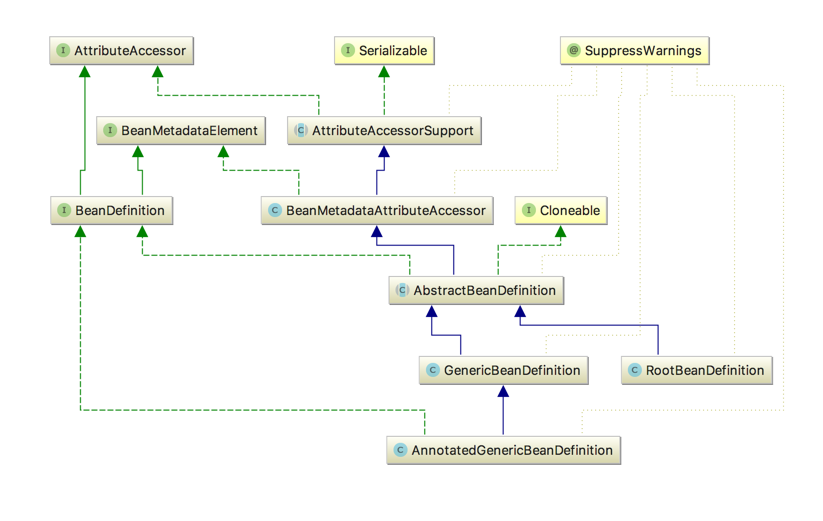 I AttributeAccessor
I Serializable
@ SuppressWarnings
I BeanMetadataElement
C AttributeAccessorSupport
I BeanDefinition
C BeanMetadataAttributeAccessor
I Cloneable
C AbstractBeanDefinition
C GenericBeanDefinition
C RootBeanDefinition
C AnnotatedGenericBeanDefinition